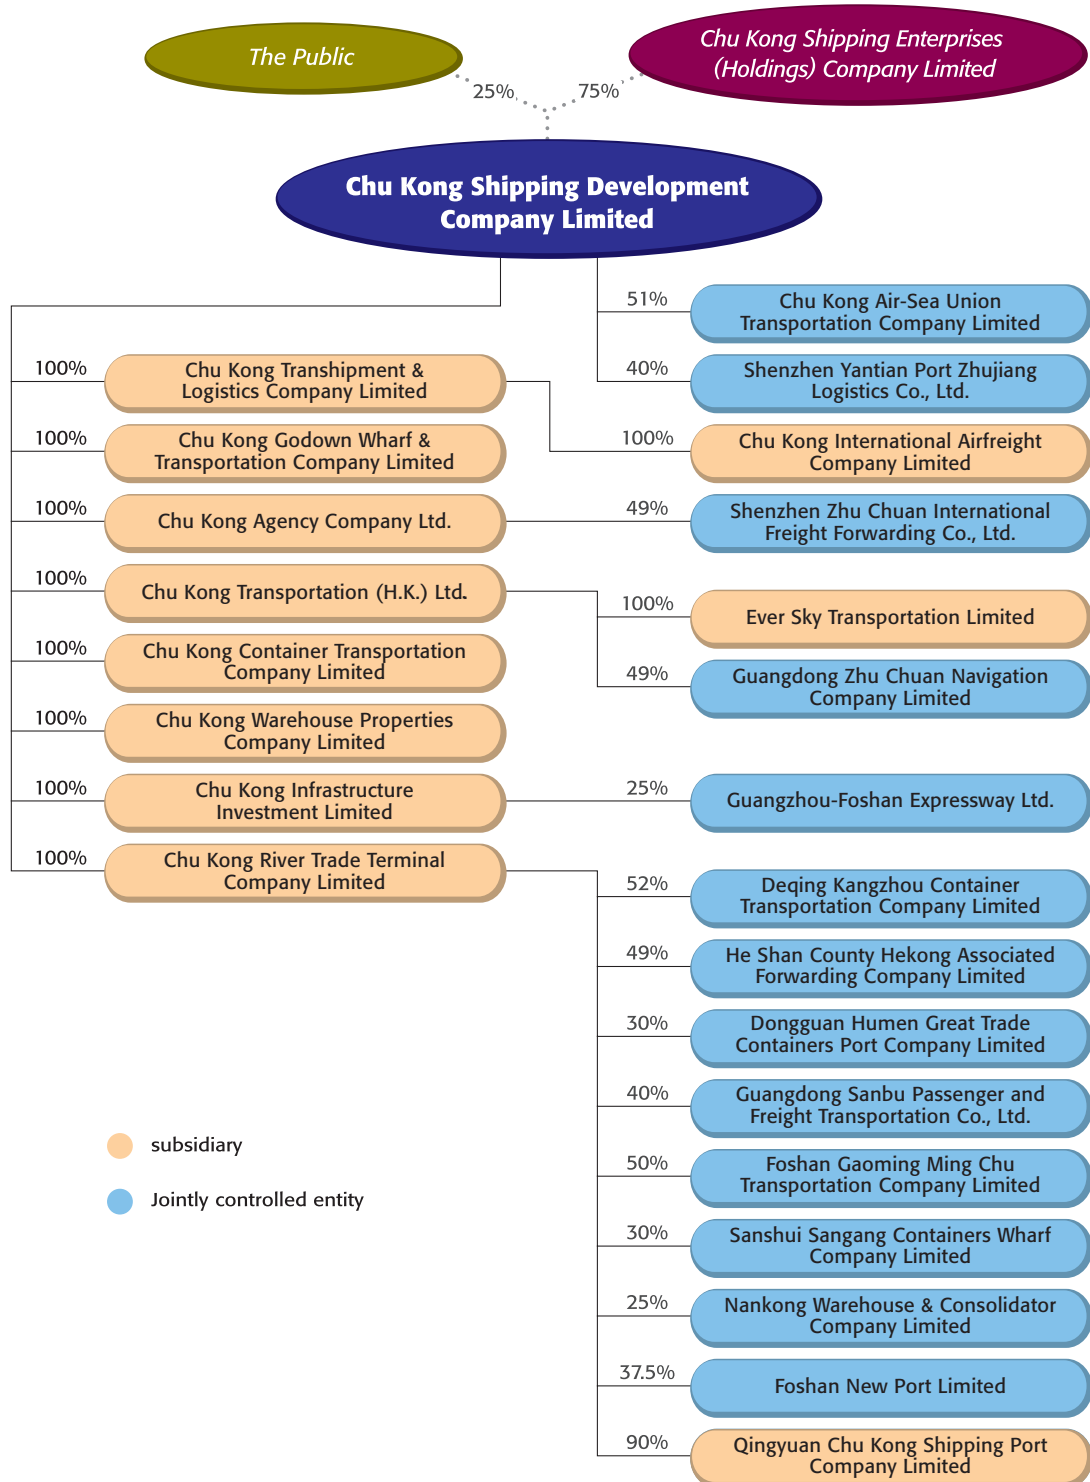 The Public
Chu Kong Shipping Enterprises
(Holdings) Company Limited
25%
75%
Chu Kong Shipping Development
Company Limited
51%
Chu Kong Air-Sea Union
Transportation Company Limited
40%
Shenzhen Yantian Port Zhujiang
Logistics Co., Ltd.
100%
Chu Kong Transhipment &
Logistics Company Limited
100%
Chu Kong International Airfreight
Company Limited
100%
Chu Kong Godown Wharf &
Transportation Company Limited
100%
Chu Kong Agency Company Ltd.
49%
Shenzhen Zhu Chuan International
Freight Forwarding Co., Ltd.
100%
Chu Kong Transportation (H.K.) Ltd.
100%
Ever Sky Transportation Limited
49%
Guangdong Zhu Chuan Navigation
Company Limited
100%
Chu Kong Container Transportation
Company Limited
100%
Chu Kong Warehouse Properties
Company Limited
100%
Chu Kong Infrastructure
Investment Limited
25%
Guangzhou-Foshan Expressway Ltd.
100%
Chu Kong River Trade Terminal
Company Limited
52%
Deqing Kangzhou Container
Transportation Company Limited
49%
He Shan County Hekong Associated
Forwarding Company Limited
30%
Dongguan Humen Great Trade
Containers Port Company Limited
40%
Guangdong Sanbu Passenger and
Freight Transportation Co., Ltd.
50%
Foshan Gaoming Ming Chu
Transportation Company Limited
30%
Sanshui Sangang Containers Wharf
Company Limited
25%
Nankong Warehouse & Consolidator
Company Limited
37.5%
Foshan New Port Limited
90%
Qingyuan Chu Kong Shipping Port
Company Limited
subsidiary
Jointly controlled entity